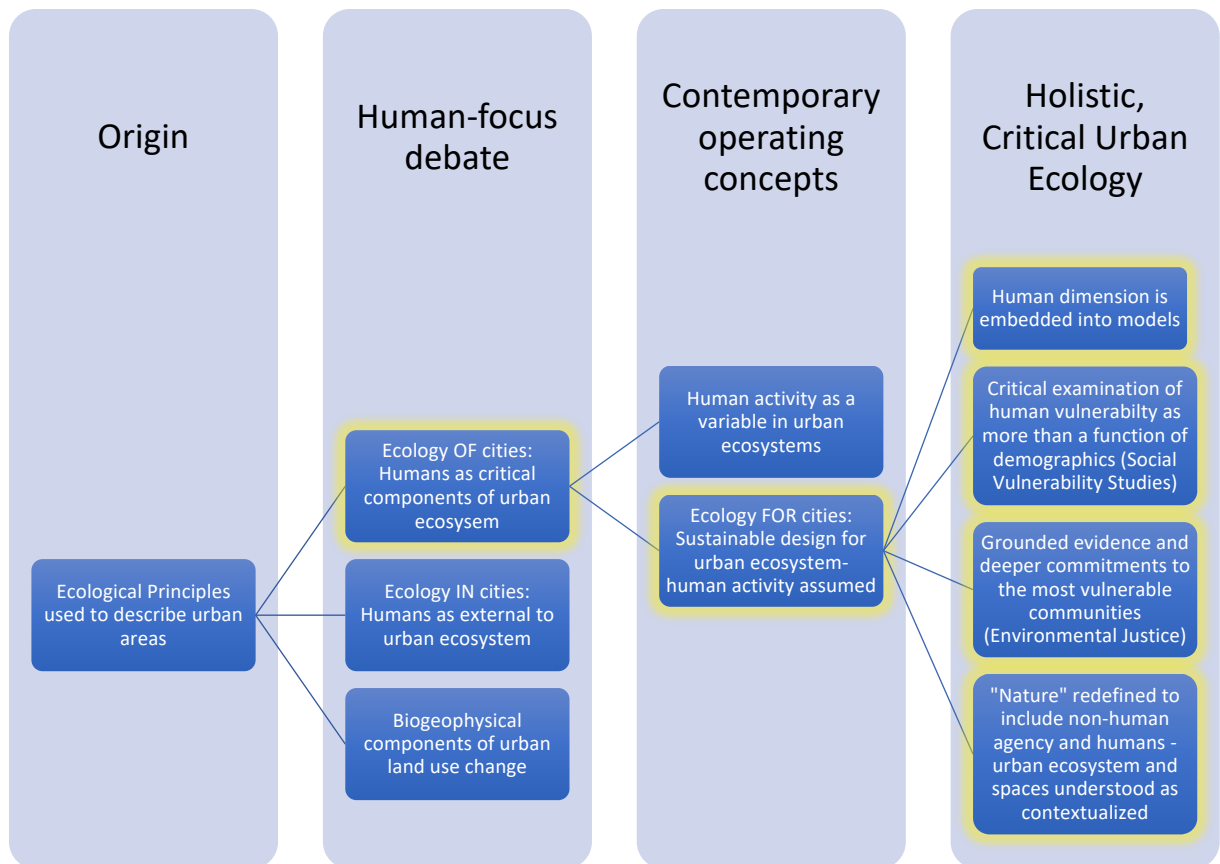 Origin
Human-focus
debate
Contemporary
operating
concepts
Holistic,
Critical Urban
Ecology
Ecological Principles
used to describe urban
areas
Ecology OF cities:
Humans as critical
components of urban
ecosysem
Ecology IN cities:
Humans as external to
urban ecosystem
Biogeophysical
components of urban
land use change
Human activity as a
variable in urban
ecosystems
Ecology FOR cities:
Sustainable design for
urban ecosystem-
human activity assumed
Human dimension is
embedded into models
Critical examination of
human vulnerabilty as
more than a function of
demographics (Social
Vulnerability Studies)
Grounded evidence and
deeper commitments to
the most vulnerable
communities
(Environmental Justice)
"Nature" redefined to
include non-human
agency and humans -
urban ecosystem and
spaces understood as
contextualized